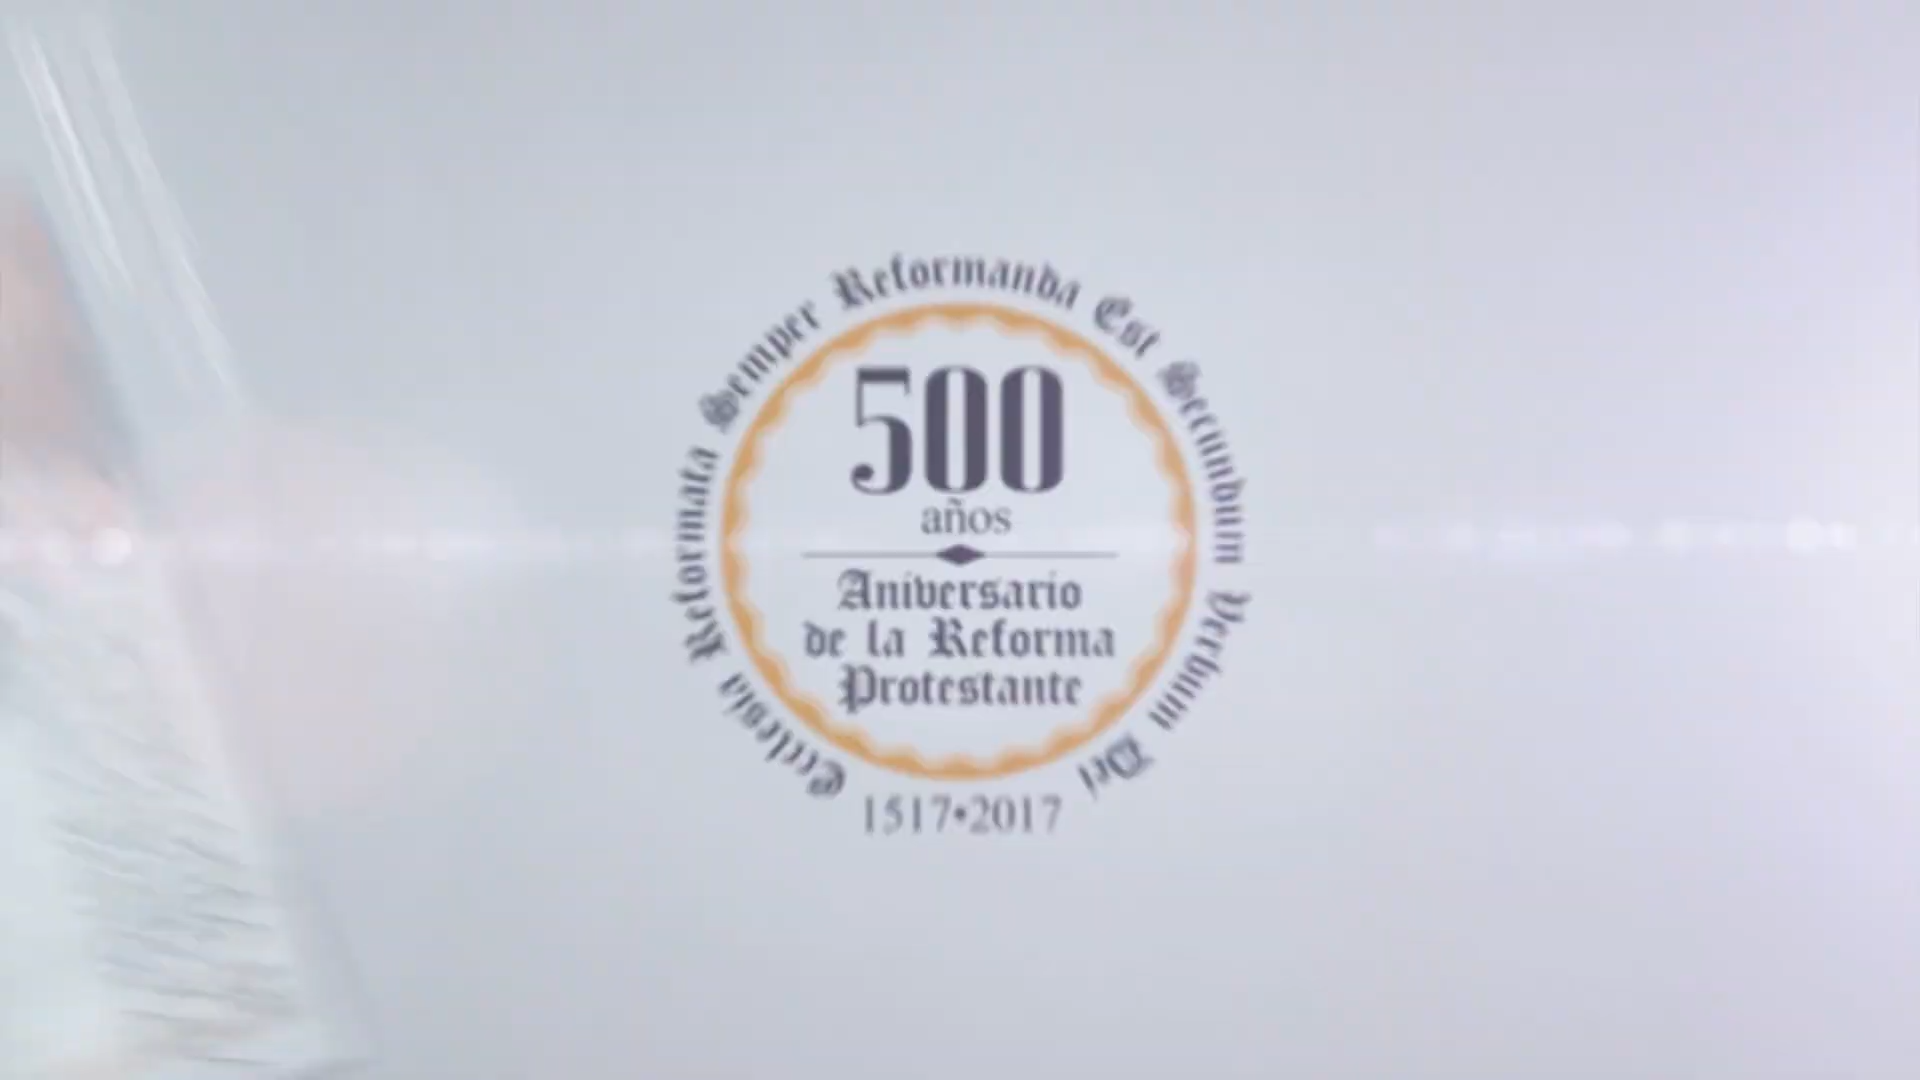 Ecclesia Reformata Semper Reformanda Est Secundum Verbum Dei
500
años
Aniversario
de la Reforma
Protestante
1517•2017